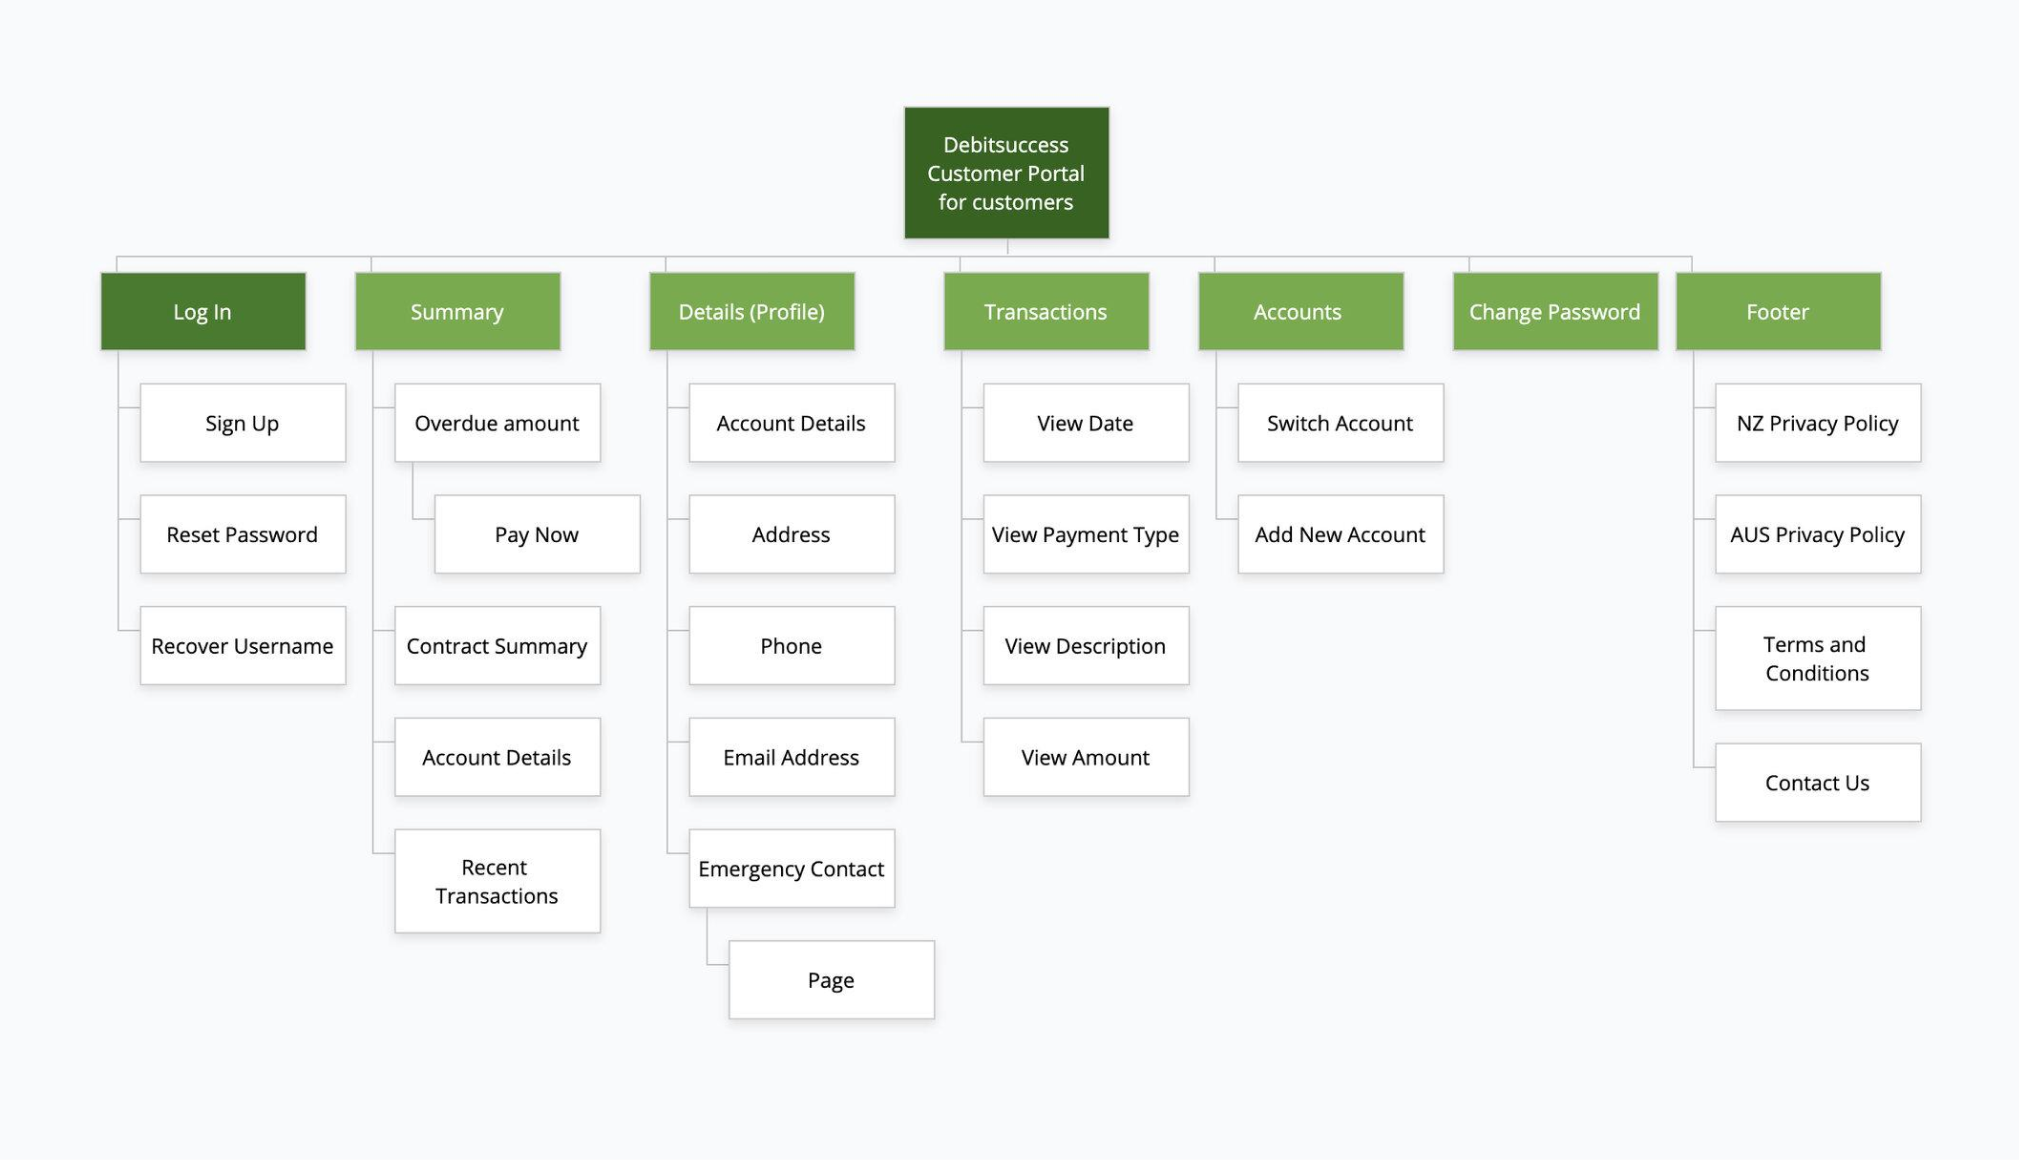 Debitsuccess
Customer Portal
for customers
Log In
Summary
Details (Profile)
Transactions
Accounts
Change Password
Footer
Sign Up
Reset Password
Recover Username
Overdue amount
Pay Now
Contract Summary
Account Details
Recent
Transactions
Account Details
Address
Phone
Email Address
Emergency Contact
Page
View Date
View Payment Type
View Description
View Amount
Switch Account
Add New Account
NZ Privacy Policy
AUS Privacy Policy
Terms and
Conditions
Contact Us